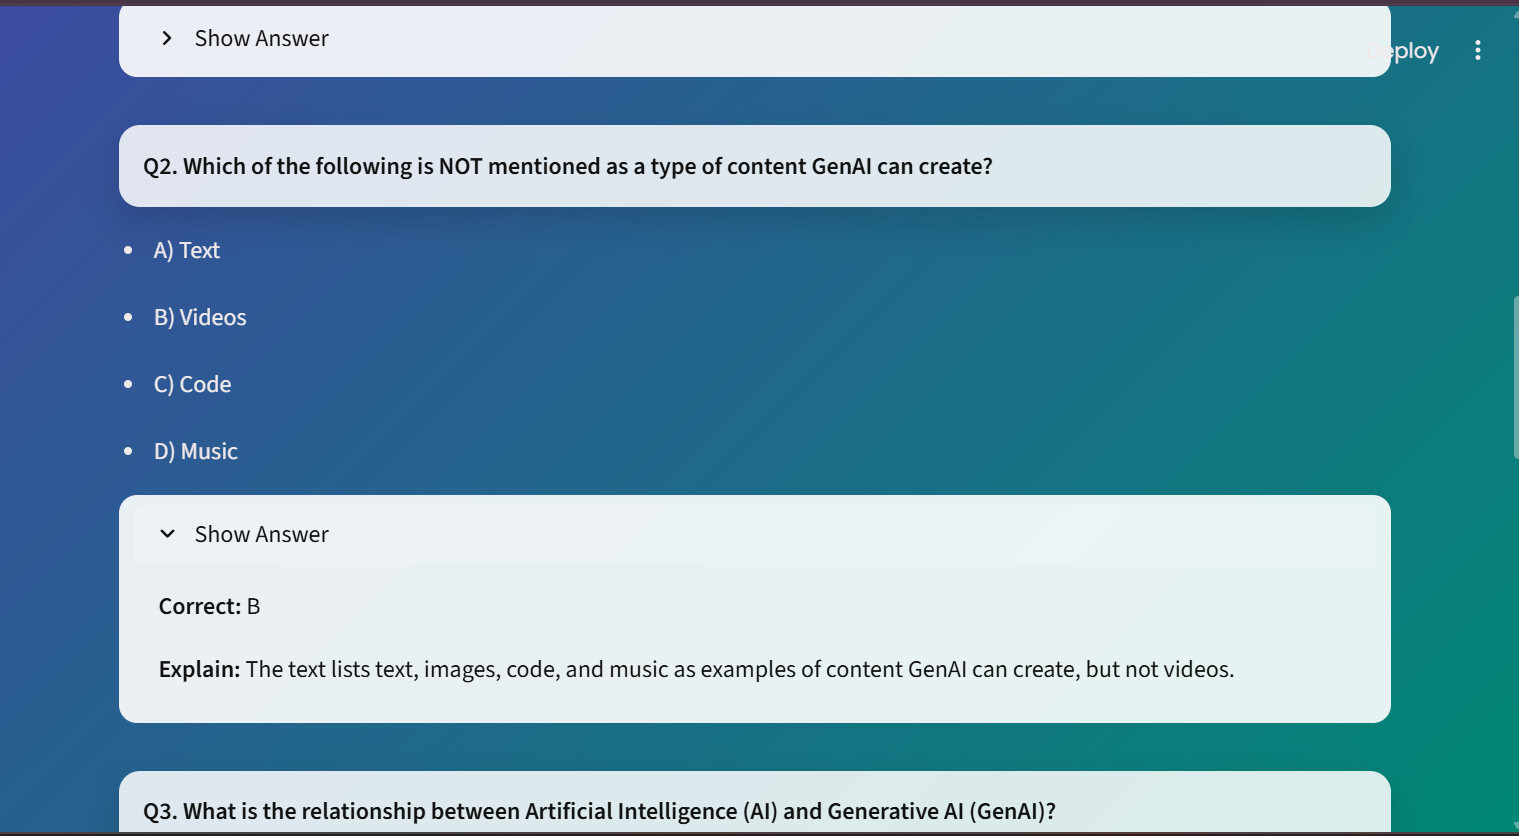 Show Answer
Deploy
Q2. Which of the following is NOT mentioned as a type of content GenAI can create?
A) Text
B) Videos
C) Code
D) Music
Show Answer
Correct: B
Explain: The text lists text, images, code, and music as examples of content GenAI can create, but not videos.
Q3. What is the relationship between Artificial Intelligence (AI) and Generative AI (GenAI)?